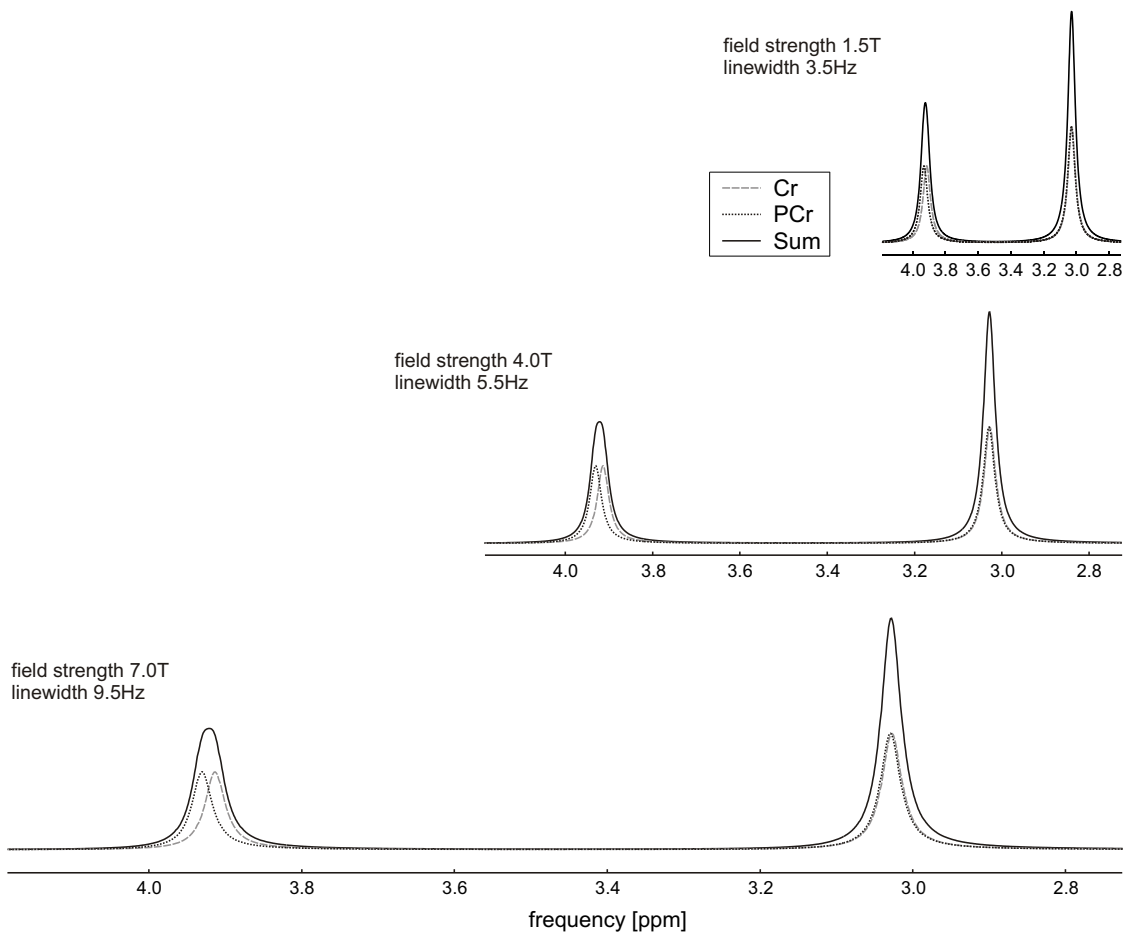 field strength 1.5T
linewidth 3.5Hz
Cr
PCr
Sum
4.0 3.8 3.6 3.4 3.2 3.0 2.8
field strength 4.0T
linewidth 5.5Hz
4.0 3.8 3.6 3.4 3.2 3.0 2.8
field strength 7.0T
linewidth 9.5Hz
4.0 3.8 3.6 3.4 3.2 3.0 2.8
frequency [ppm]